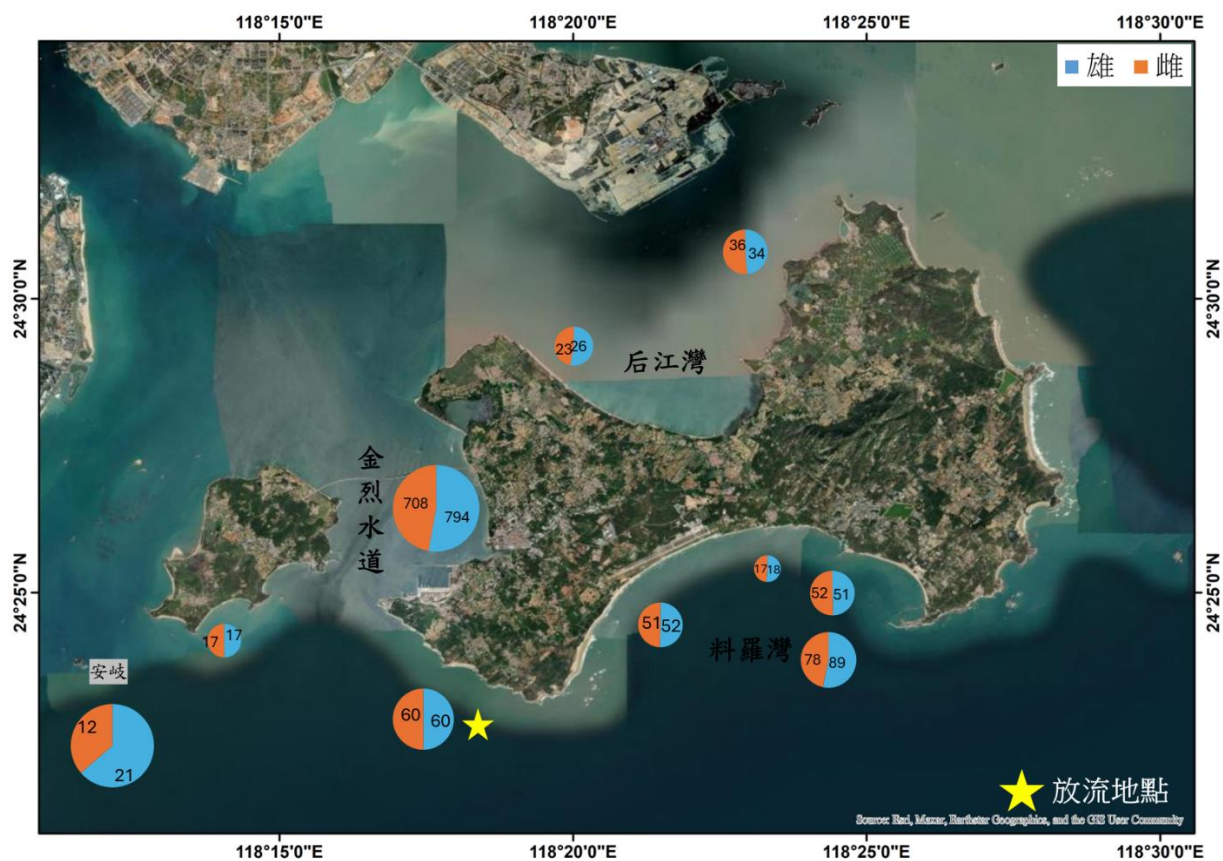 118°15'0"E 118°20'0"E 118°25'0"E 118°30'0"E
雄 雌
36 34
24°30'0"N 24°30'0"N
23 26
后江灣
金烈水道
708 794
17 18
24°25'0"N 24°25'0"N
52 51
51 52
17 17
料羅灣
78 89
安岐
60 60
12
21
放流地點
Source: Esri, Maxar, Earthstar Geographics, and the GIS User Community
118°15'0"E 118°20'0"E 118°25'0"E 118°30'0"E